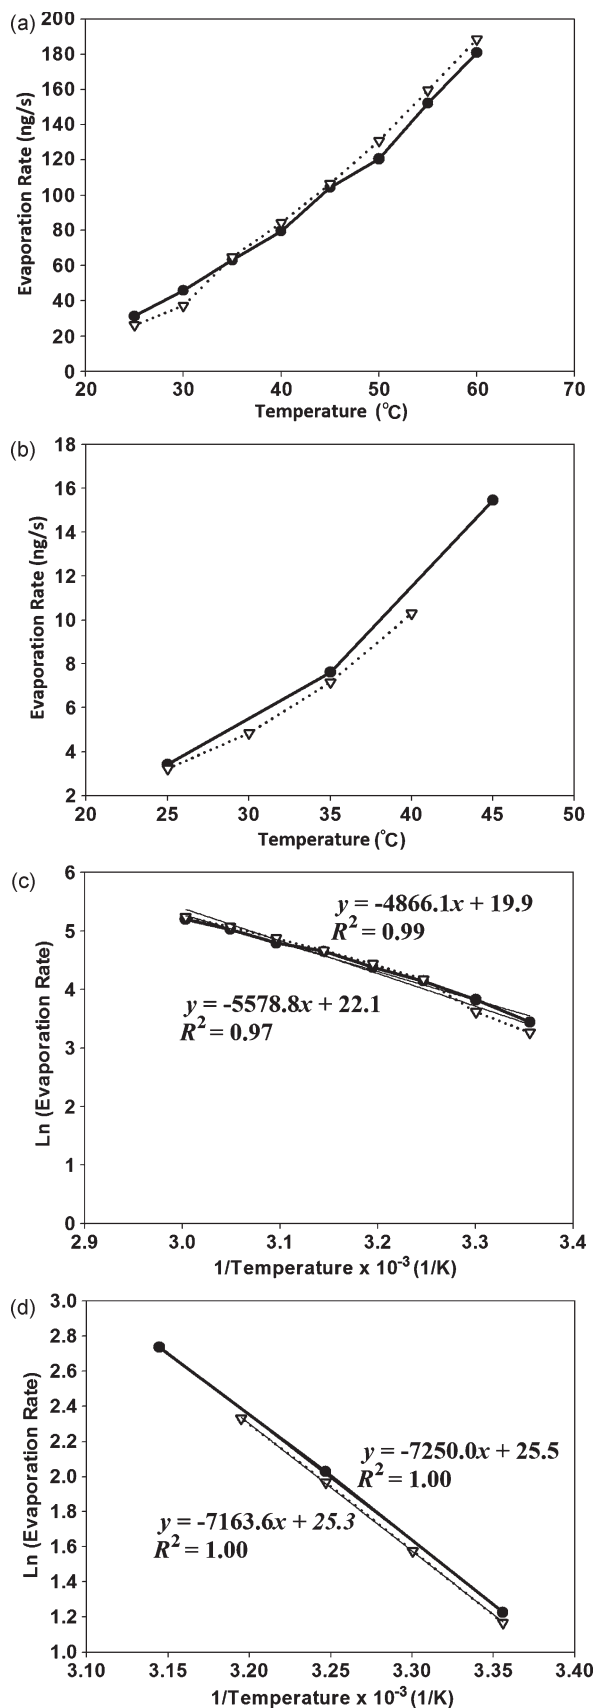 (a)
200
180
160
140
120
100
80
60
40
20
0
Evaporation Rate (ng/s)
20 30 40 50 60 70
Temperature (°C)
(b)
18
16
14
12
10
8
6
4
2
Evaporation Rate (ng/s)
20 25 30 35 40 45 50
Temperature (°C)
(c)
6
5
4
3
2
1
0
Ln (Evaporation Rate)
y = -4866.1x + 19.9
R² = 0.99
y = -5578.8x + 22.1
R² = 0.97
2.9 3.0 3.1 3.2 3.3 3.4
1/Temperature x 10⁻³ (1/K)
(d)
3.0
2.8
2.6
2.4
2.2
2.0
1.8
1.6
1.4
1.2
1.0
Ln (Evaporation Rate)
y = -7250.0x + 25.5
R² = 1.00
y = -7163.6x + 25.3
R² = 1.00
3.10 3.15 3.20 3.25 3.30 3.35 3.40
1/Temperature x 10⁻³ (1/K)